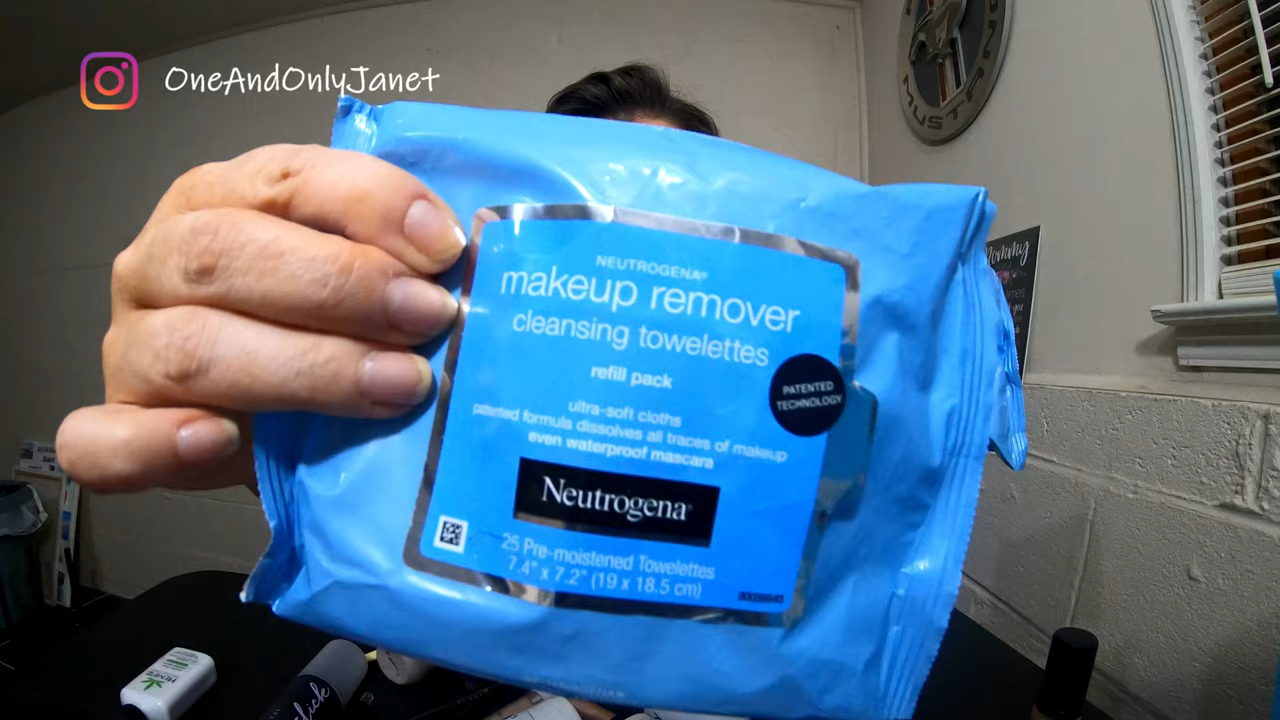 OneAndOnlyJanet
MUSTANG
Mommy
NEUTROGENA®
makeup remover
cleansing towelettes
refill pack
PATENTED
TECHNOLOGY
ultra-soft cloths
patented formula dissolves all traces of makeup
even waterproof mascara
Neutrogena®
25 Pre-moistened Towelettes
7.4" x 7.2" (19 x 18.5 cm)